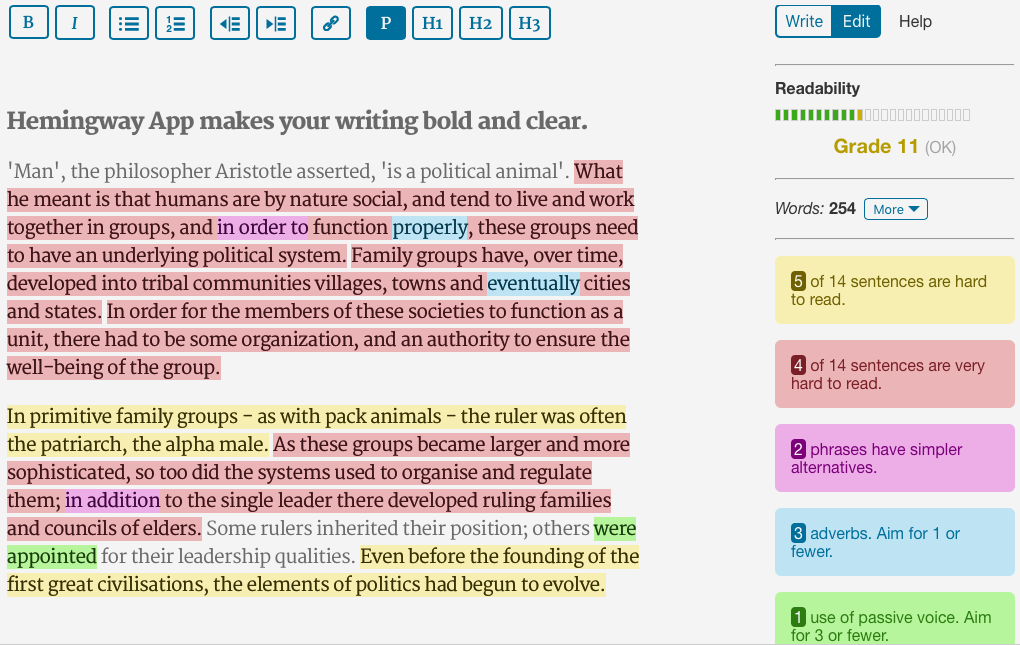 B I P H1 H2 H3
Write Edit Help
Hemingway App makes your writing bold and clear.
'Man', the philosopher Aristotle asserted, 'is a political animal'. What
he meant is that humans are by nature social, and tend to live and work
together in groups, and in order to function properly, these groups need
to have an underlying political system. Family groups have, over time,
developed into tribal communities villages, towns and eventually cities
and states. In order for the members of these societies to function as a
unit, there had to be some organization, and an authority to ensure the
well-being of the group.
In primitive family groups - as with pack animals - the ruler was often
the patriarch, the alpha male. As these groups became larger and more
sophisticated, so too did the systems used to organise and regulate
them; in addition to the single leader there developed ruling families
and councils of elders. Some rulers inherited their position; others were
appointed for their leadership qualities. Even before the founding of the
first great civilisations, the elements of politics had begun to evolve.
Readability
Grade 11 (OK)
Words: 254 More
5 of 14 sentences are hard
to read.
4 of 14 sentences are very
hard to read.
2 phrases have simpler
alternatives.
3 adverbs. Aim for 1 or
fewer.
1 use of passive voice. Aim
for 3 or fewer.